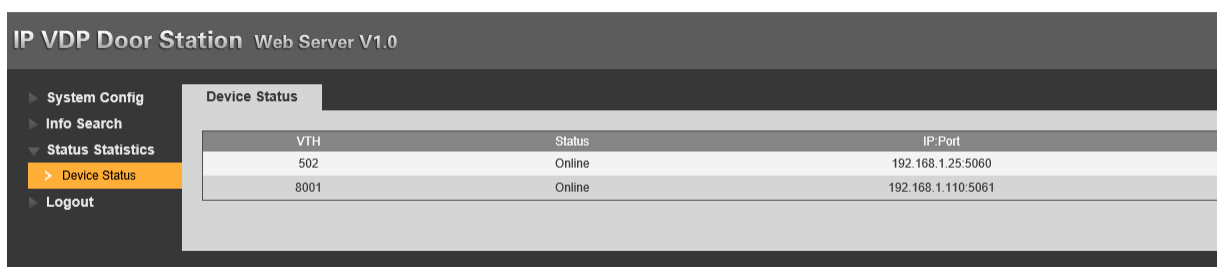 IP VDP Door Station Web Server V1.0
System Config
Info Search
Status Statistics
Device Status
Logout
Device Status
VTH Status IP:Port
502 Online 192.168.1.25:5060
8001 Online 192.168.1.110:5061